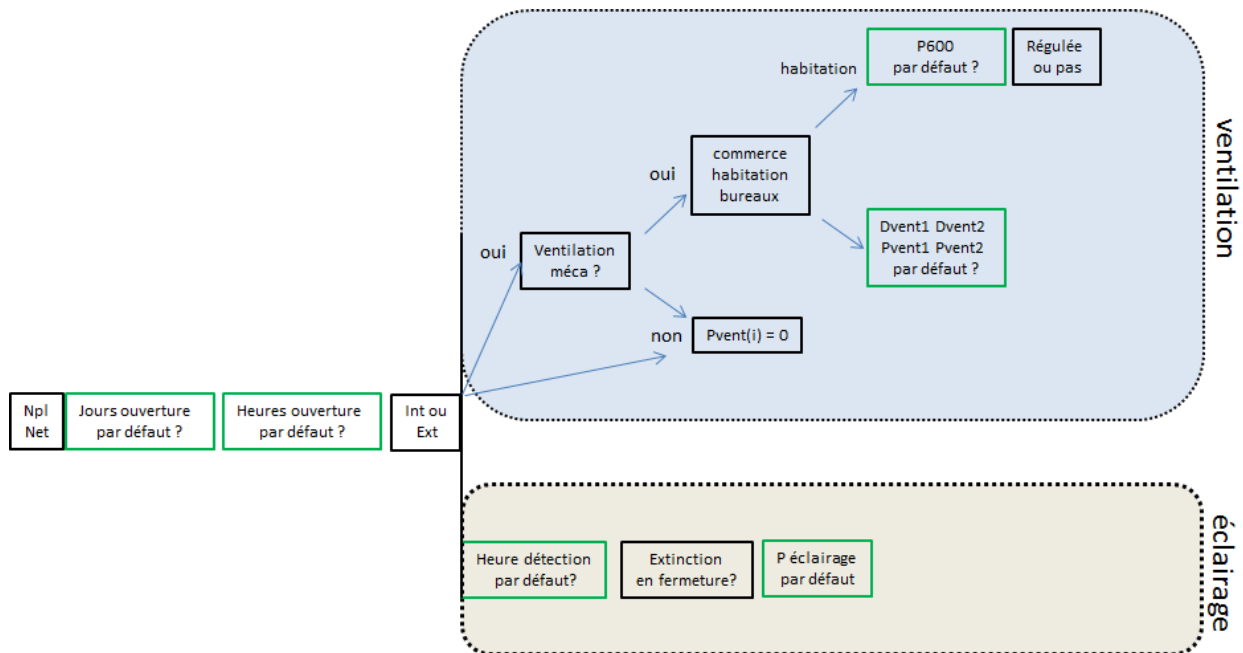 P600
par défaut ?
Régulée
ou pas
habitation
commerce
habitation
bureaux
oui
Dvent1 Dvent2
Pvent1 Pvent2
par défaut ?
oui
Ventilation
méca ?
non
Pvent(i) = 0
ventilation
Npl
Net
Jours ouverture
par défaut ?
Heures ouverture
par défaut ?
Int ou
Ext
Heure détection
par défaut?
Extinction
en fermeture?
P éclairage
par défaut
éclairage